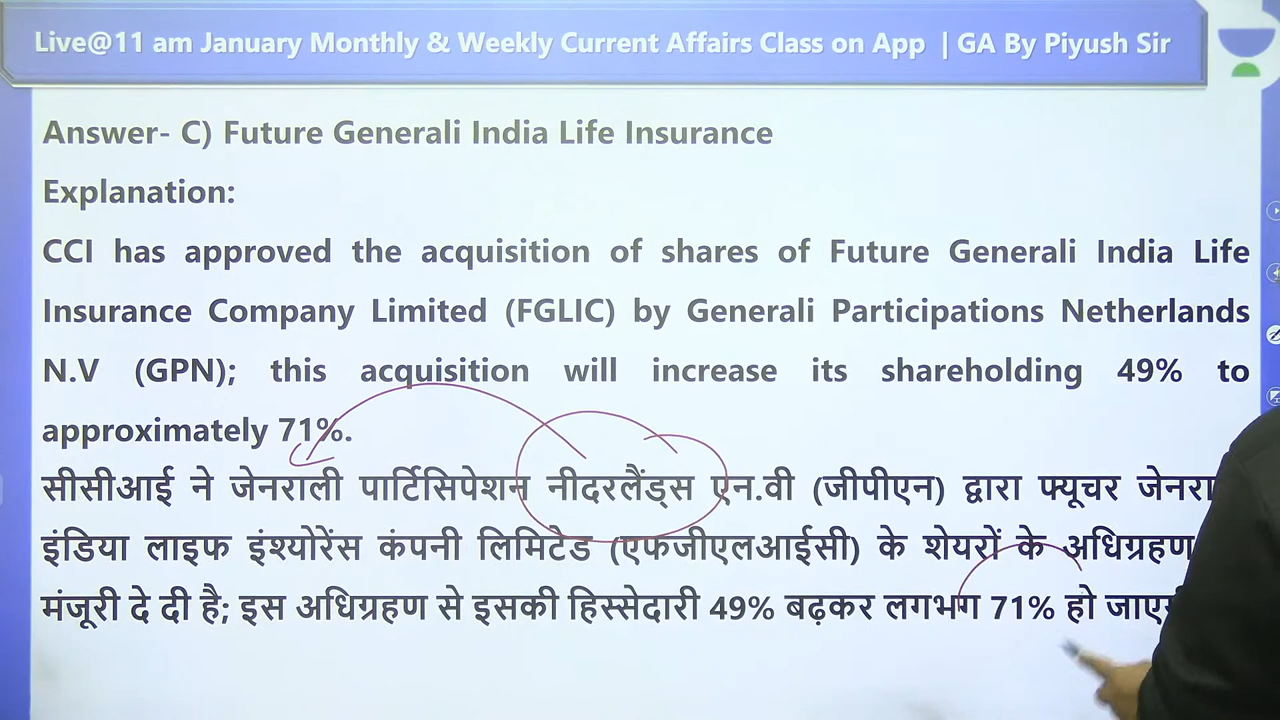 Live@11 am January Monthly & Weekly Current Affairs Class on App | GA By Piyush Sir
Answer- C) Future Generali India Life Insurance
Explanation:
CCI has approved the acquisition of shares of Future Generali India Life
Insurance Company Limited (FGLIC) by Generali Participations Netherlands
N.V (GPN); this acquisition will increase its shareholding 49% to
approximately 71%.
सीसीआई ने जेनराली पार्टिसिपेशन नीदरलैंड्स एन.वी (जीपीएन) द्वारा फ्यूचर
इंडिया लाइफ इंश्योरेंस कंपनी लिमिटेड (एफजीएलआईसी) के शेयरों के अधिग्रहण
मंजूरी दे दी है; इस अधिग्रहण से इसकी हिस्सेदारी 49% बढ़कर लगभग 71% हो